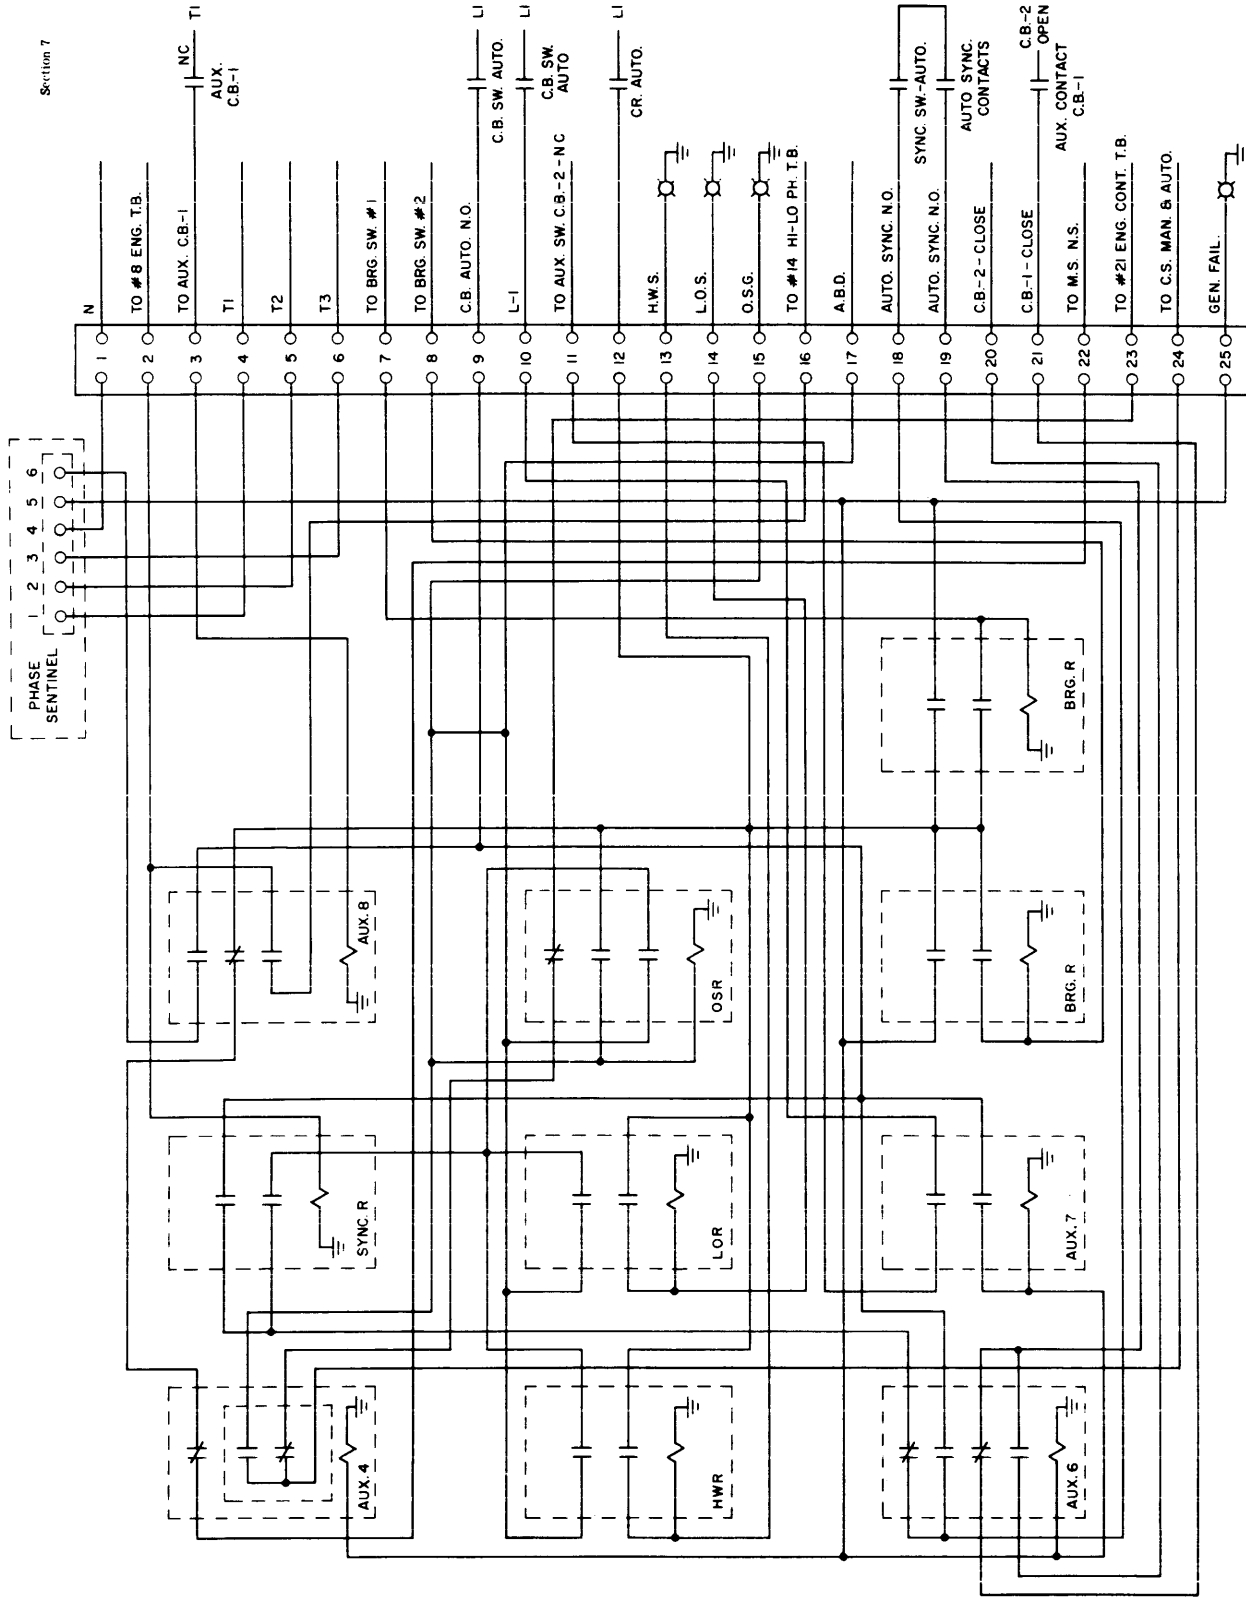 Section 7
PHASE
SENTINEL
1 2 3 4 5 6
1 N
2 TO #8 ENG. T.B.
3 TO AUX. C.B.-1
NC T1
AUX.
C.B.-1
4 T1
5 T2
6 T3
7 TO BRG. SW. #1
8 TO BRG. SW. #2
9 C.B. AUTO. N.O.
L1
C.B. SW. AUTO.
10 L-1
L1
C.B. SW.
AUTO
11 TO AUX. SW. C.B.-2-NC
12
L1
CR. AUTO.
13 H.W.S.
14 L.O.S.
15 O.S.G.
16 TO #14 HI-LO PH. T.B.
17 A.B.D.
18 AUTO. SYNC. N.O.
SYNC. SW.-AUTO.
19 AUTO. SYNC. N.O.
AUTO SYNC.
CONTACTS
20 C.B.-2-CLOSE
21 C.B.-1-CLOSE
C.B.-2
OPEN
AUX. CONTACT
C.B.-1
22 TO M.S. N.S.
23 TO #21 ENG. CONT. T.B.
24 TO C.S. MAN. & AUTO.
25 GEN. FAIL.
AUX. 8
OSR
BRG. R
BRG. R
SYNC. R
LOR
AUX. 7
AUX. 4
HWR
AUX. 6